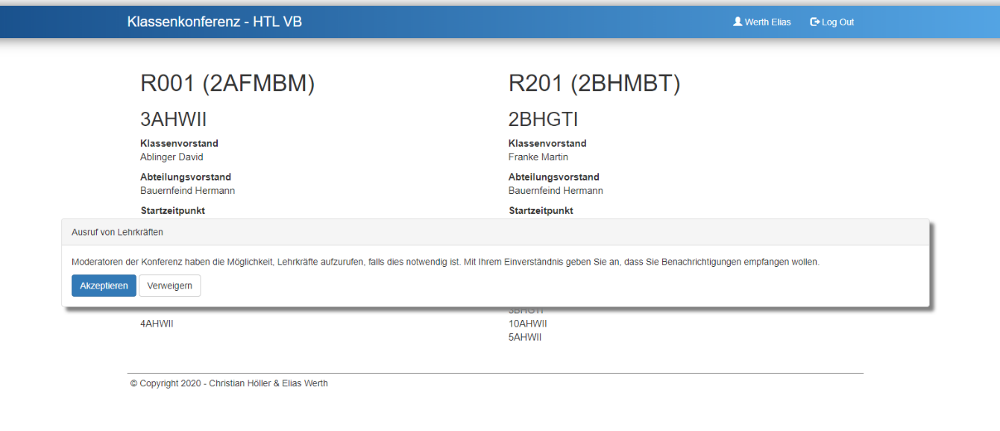 Klassenkonferenz - HTL VB
Werth Elias
Log Out
R001 (2AFMBM)
3AHWII
Klassenvorstand
Ablinger David
Abteilungsvorstand
Bauernfeind Hermann
Startzeitpunkt
R201 (2BHMBT)
2BHGTI
Klassenvorstand
Franke Martin
Abteilungsvorstand
Bauernfeind Hermann
Startzeitpunkt
Ausruf von Lehrkräften
Moderatoren der Konferenz haben die Möglichkeit, Lehrkräfte aufzurufen, falls dies notwendig ist. Mit Ihrem Einverständnis geben Sie an, dass Sie Benachrichtigungen empfangen wollen.
Akzeptieren
Verweigern
4AHWII
10AHWII
5AHWII
© Copyright 2020 - Christian Höller & Elias Werth